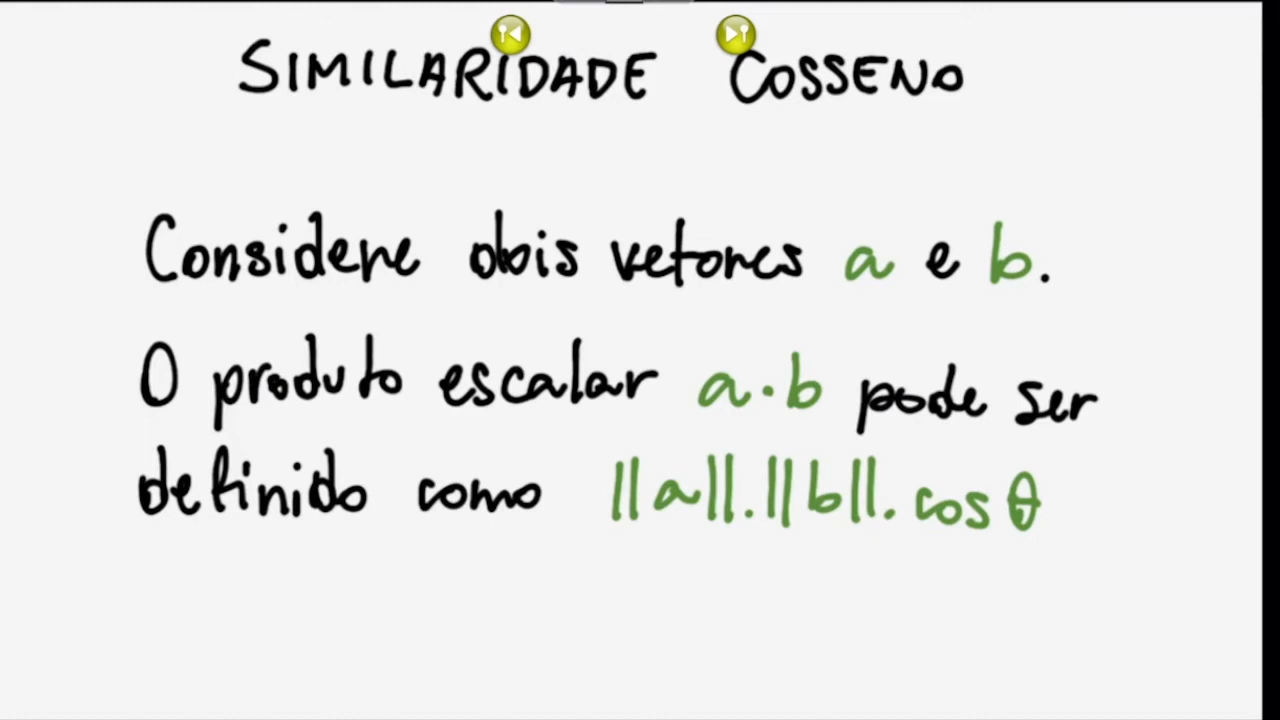 SIMILARIDADE COSSENO
Considere dois vetores a e b.
O produto escalar a·b pode ser
definido como ||a||.||b||. cos θ